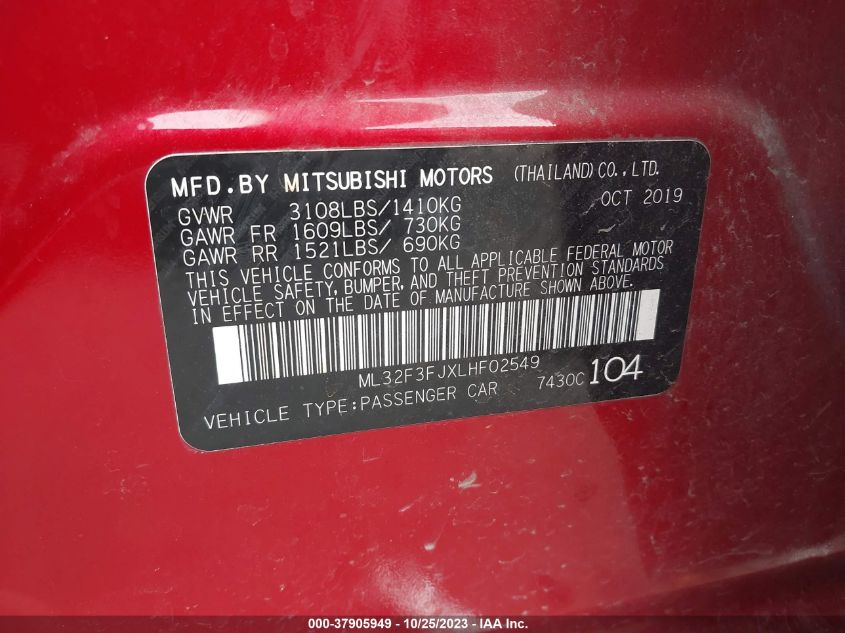 MFD.BY MITSUBISHI MOTORS (THAILAND)CO.,LTD.
GVWR 3108LBS/1410KG OCT 2019
GAWR FR 1609LBS/ 730KG
GAWR RR 1521LBS/ 690KG
THIS VEHICLE CONFORMS TO ALL APPLICABLE FEDERAL MOTOR
VEHICLE SAFETY, BUMPER, AND THEFT PREVENTION STANDARDS
IN EFFECT ON THE DATE OF MANUFACTURE SHOWN ABOVE.
ML32F3FJXLHF02549
VEHICLE TYPE:PASSENGER CAR 7430C 104
000-37905949 - 10/25/2023 - IAA Inc.